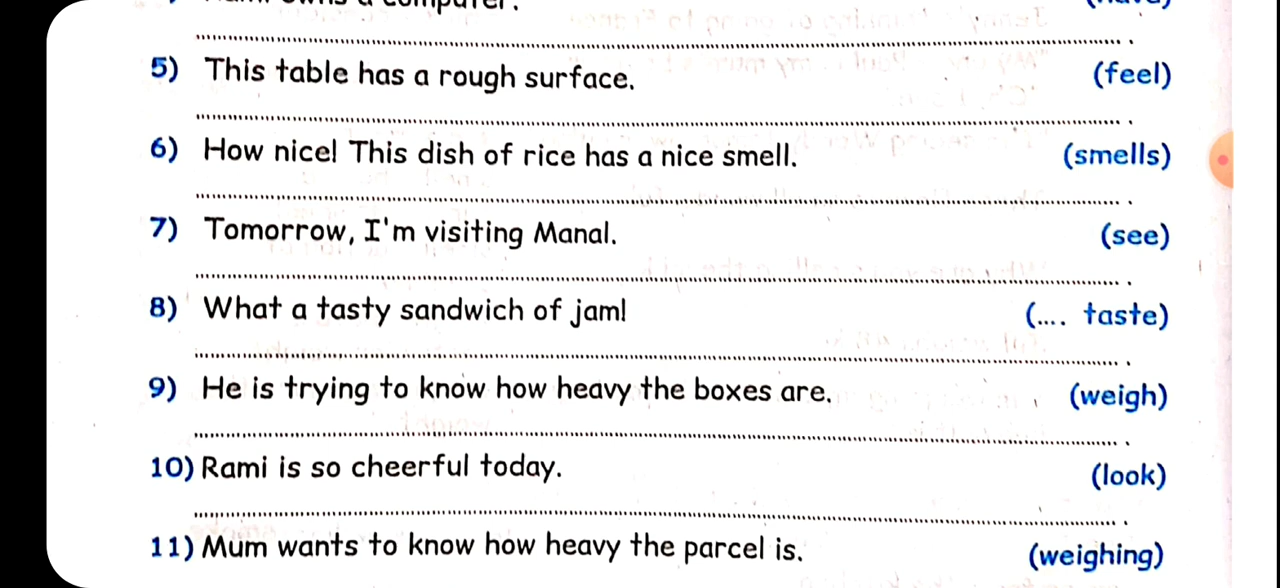 owns a computer.
5) This table has a rough surface. (feel)
6) How nice! This dish of rice has a nice smell. (smells)
7) Tomorrow, I'm visiting Manal. (see)
8) What a tasty sandwich of jam! (.... taste)
9) He is trying to know how heavy the boxes are. (weigh)
10) Rami is so cheerful today. (look)
11) Mum wants to know how heavy the parcel is. (weighing)